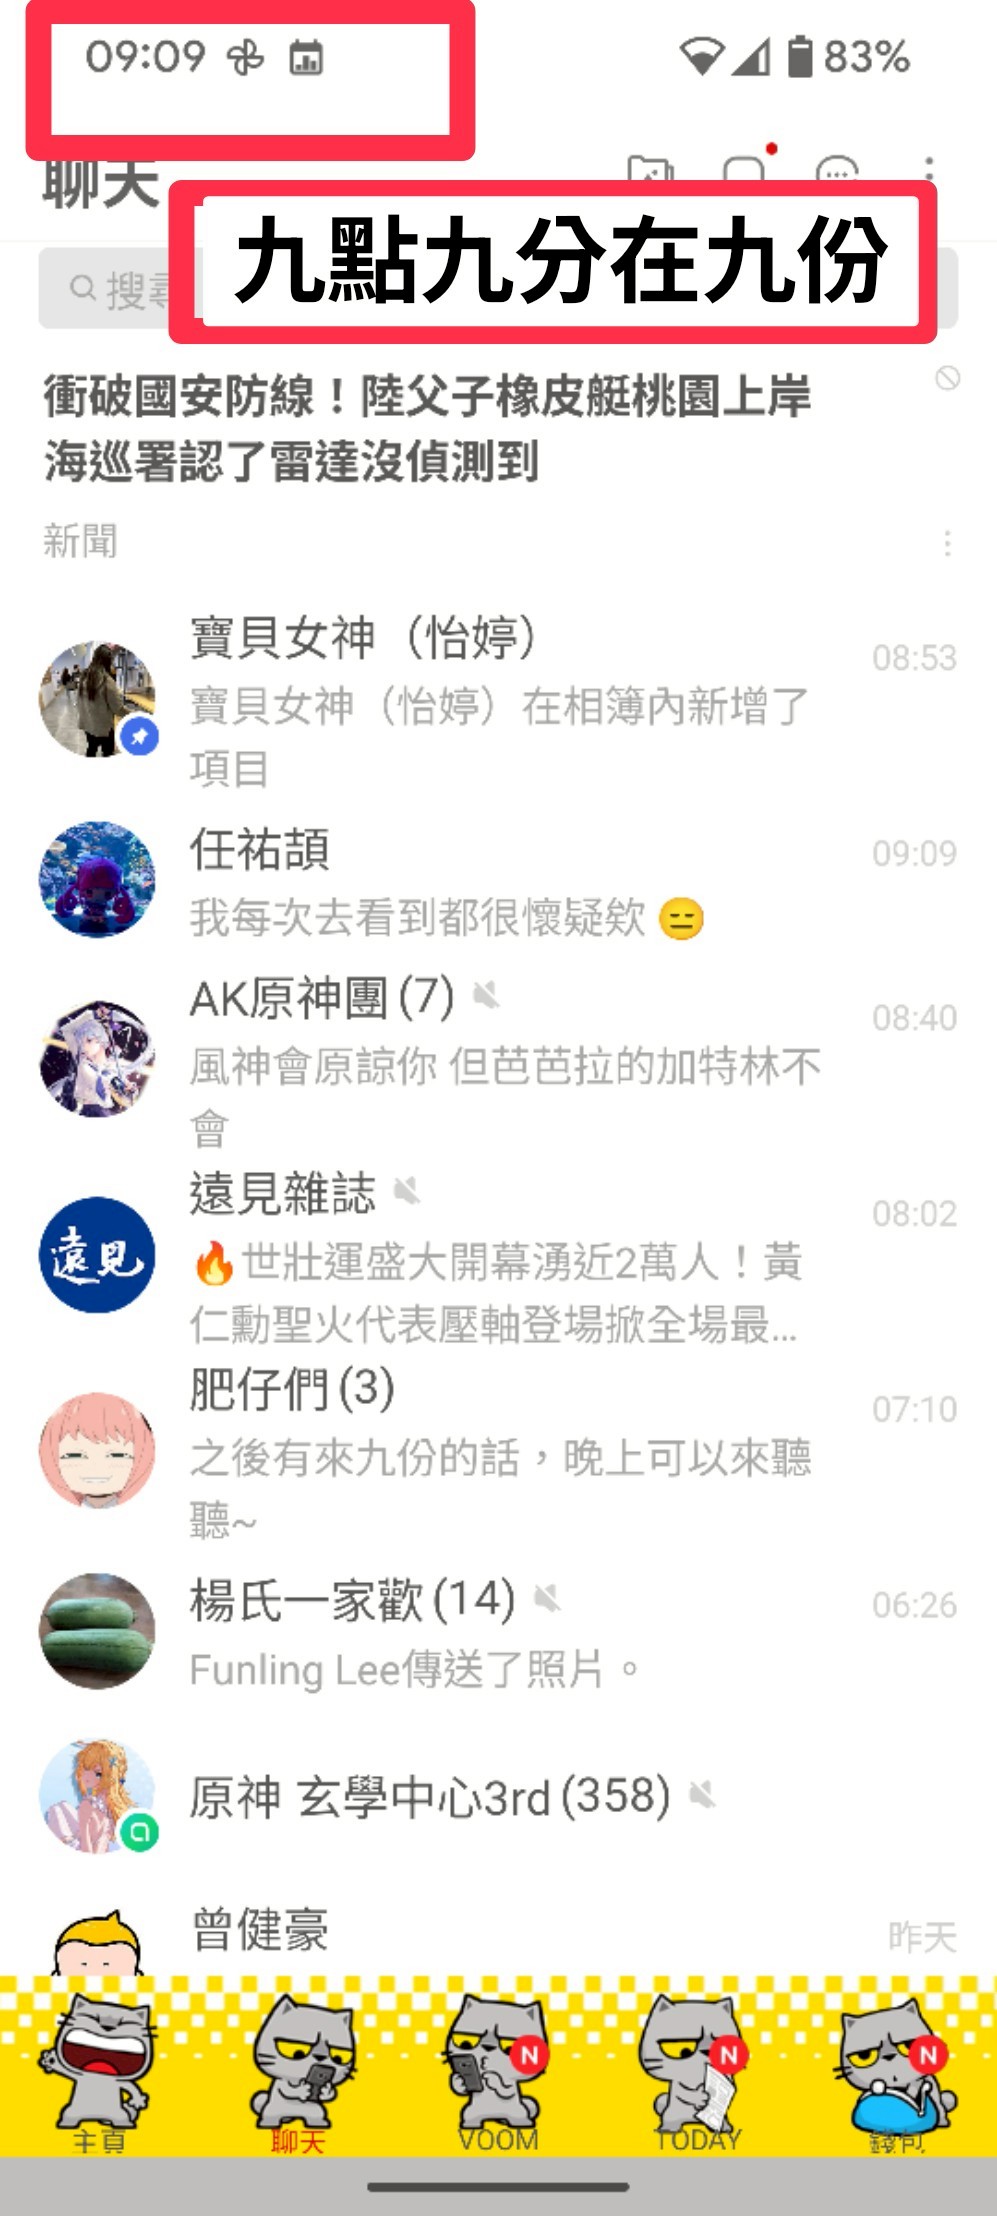 09:09
83%
聊天
九點九分在九份
搜尋
衝破國安防線！陸父子橡皮艇桃園上岸
海巡署認了雷達沒偵測到
新聞
寶貝女神（怡婷）
08:53
寶貝女神（怡婷）在相簿內新增了
項目
任祐頡
09:09
我每次去看到都很懷疑欸😑
AK原神團(7)
08:40
風神會原諒你 但芭芭拉的加特林不
會
遠見
遠見雜誌
08:02
🔥世壯運盛大開幕湧近2萬人！黃
仁勳聖火代表壓軸登場掀全場最...
肥仔們(3)
07:10
之後有來九份的話，晚上可以來聽
聽~
楊氏一家歡(14)
06:26
Funling Lee傳送了照片。
原神 玄學中心3rd(358)
曾健豪
昨天
N
N
N
主頁
聊天
VOOM
TODAY
錢包